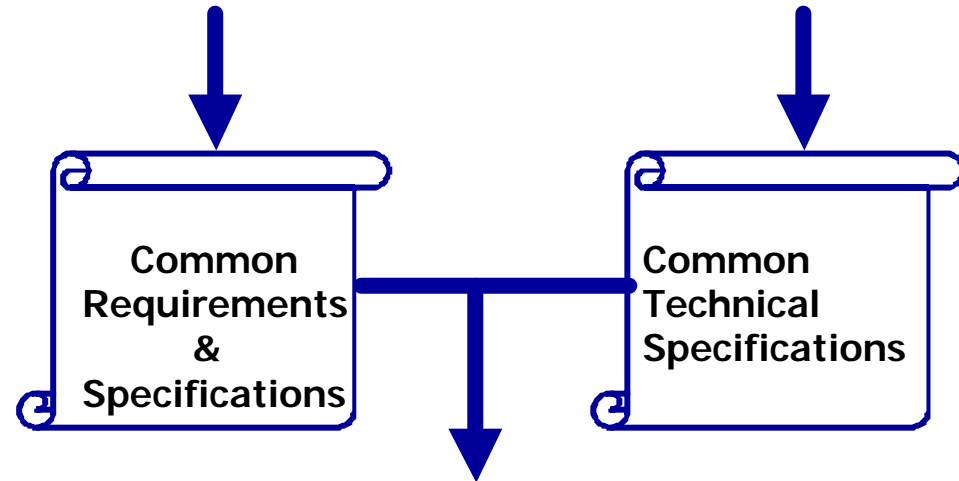 Common
Requirements
&
Specifications
Common
Technical
Specifications